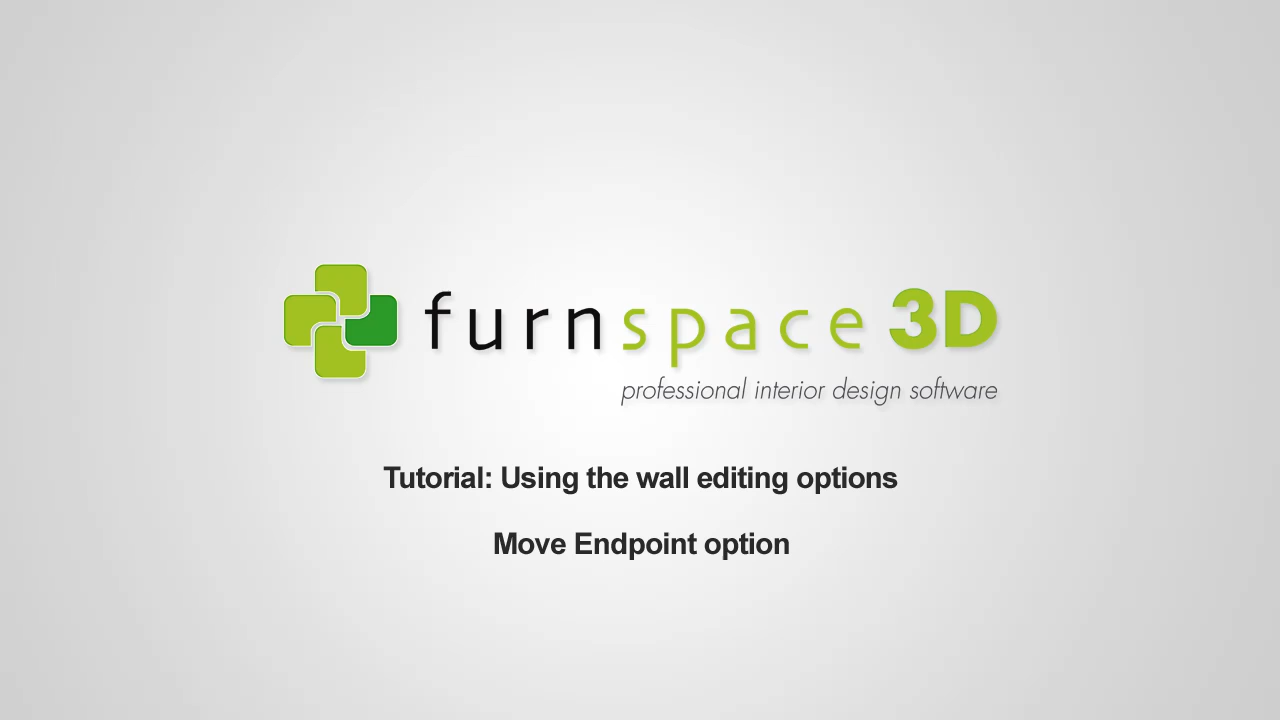 furnspace 3D
professional interior design software
Tutorial: Using the wall editing options
Move Endpoint option